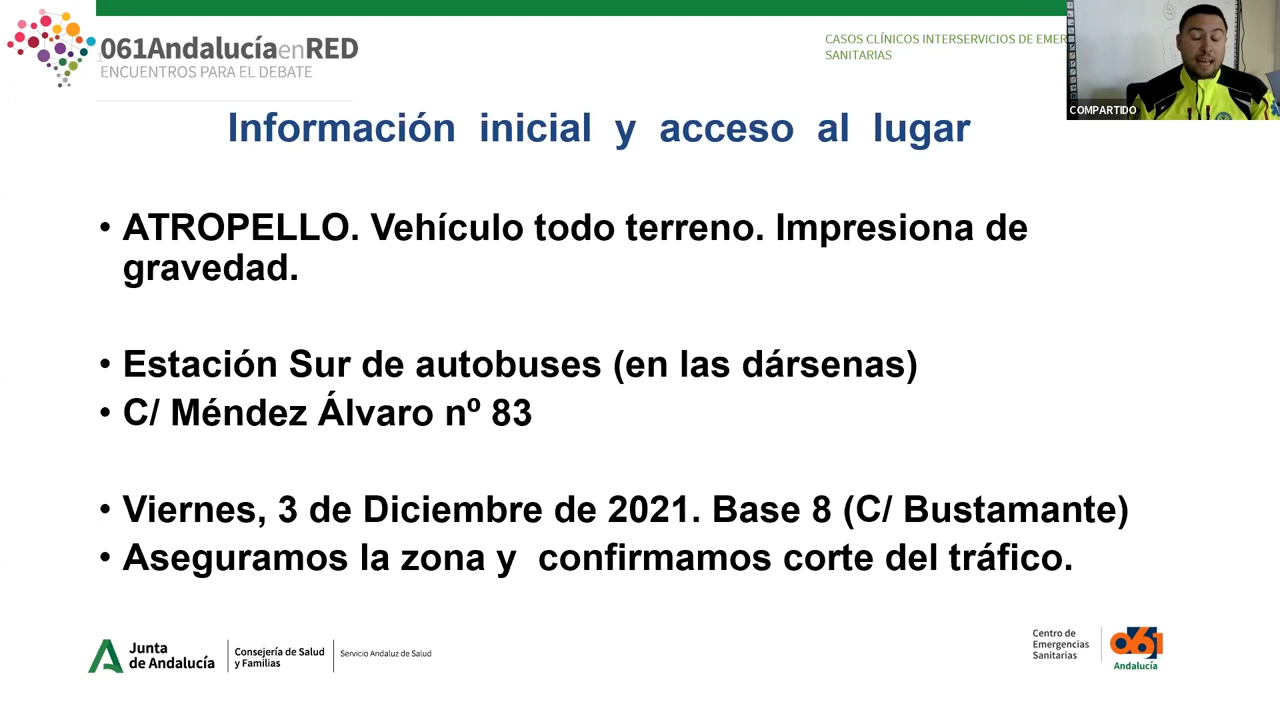 061AndalucíaenRED
ENCUENTROS PARA EL DEBATE
CASOS CLÍNICOS INTERSERVICIOS DE EMER
SANITARIAS
COMPARTIDO
Información inicial y acceso al lugar
• ATROPELLO. Vehículo todo terreno. Impresiona de
gravedad.
• Estación Sur de autobuses (en las dársenas)
• C/ Méndez Álvaro nº 83
• Viernes, 3 de Diciembre de 2021. Base 8 (C/ Bustamante)
• Aseguramos la zona y confirmamos corte del tráfico.
Junta
de Andalucía
Consejería de Salud
y Familias
Servicio Andaluz de Salud
Centro de
Emergencias
Sanitarias
061
Andalucía